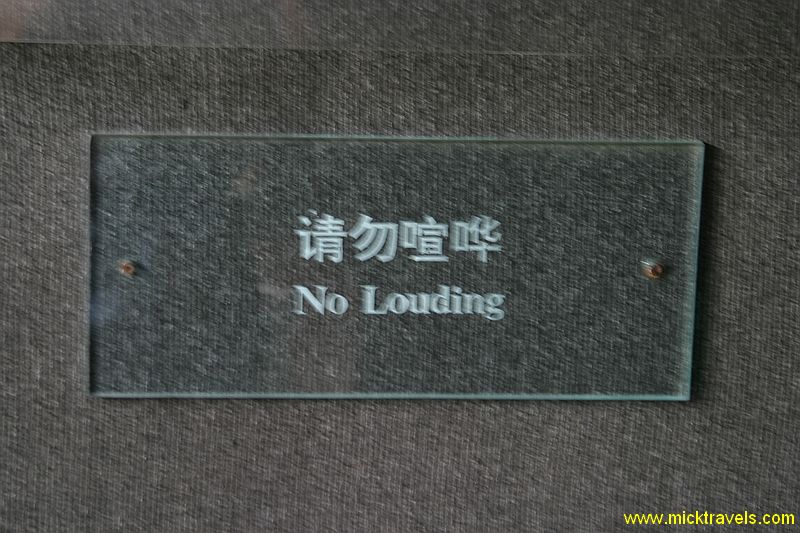 请勿喧哗
No Louding
www.micktravels.com